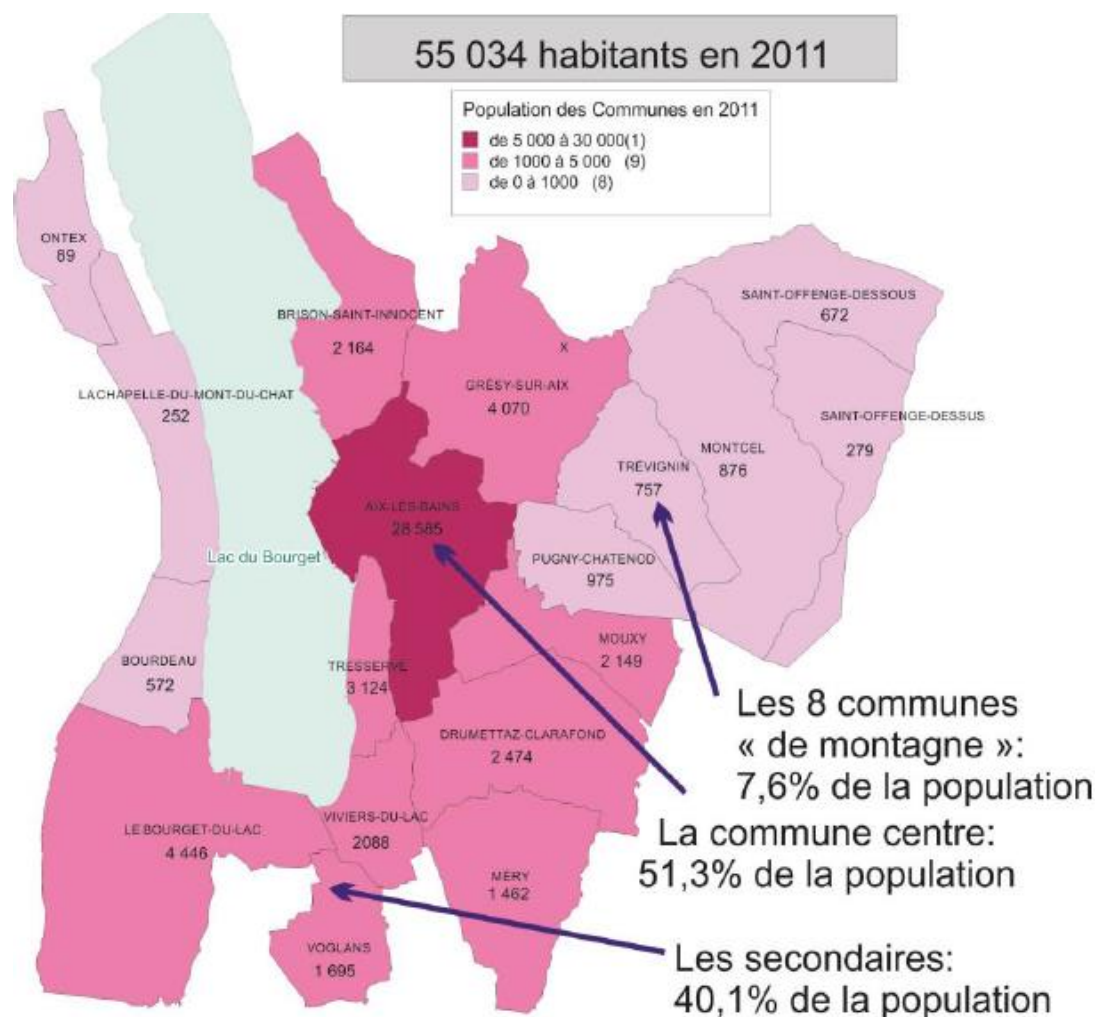 55 034 habitants en 2011
Population des Communes en 2011
de 5 000 à 30 000(1)
de 1000 à 5 000 (9)
de 0 à 1000 (8)
ONTEX
89
SAINT-OFFENGE-DESSOUS
672
BRISON-SAINT-INNOCENT
2 164
X
GRÉSY-SUR-AIX
4 070
LA CHAPELLE-DU-MONT-DU-CHAT
252
SAINT-OFFENGE-DESSUS
279
MONTCEL
876
TRÉVIGNIN
757
AIX-LES-BAINS
28 585
Lac du Bourget
PUGNY-CHATENOD
975
MOUXY
2 149
BOURDEAU
572
TRESSERVE
3 124
DRUMETTAZ-CLARAFOND
2 474
Les 8 communes
« de montagne »:
7,6% de la population
LE BOURGET-DU-LAC
4 446
VIVIERS-DU-LAC
2088
La commune centre:
51,3% de la population
MÉRY
1 462
VOGLANS
1 695
Les secondaires:
40,1% de la population